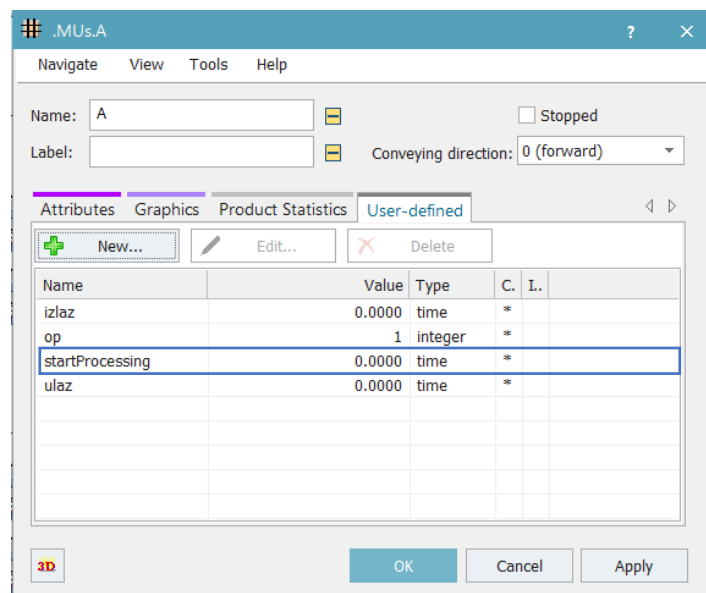 .MUs.A ? ×
Navigate View Tools Help
Name: A Stopped
Label: Conveying direction: 0 (forward)
Attributes Graphics Product Statistics User-defined
New... Edit... Delete
Name Value Type C. I..
izlaz 0.0000 time *
op 1 integer *
startProcessing 0.0000 time *
ulaz 0.0000 time *
3D OK Cancel Apply